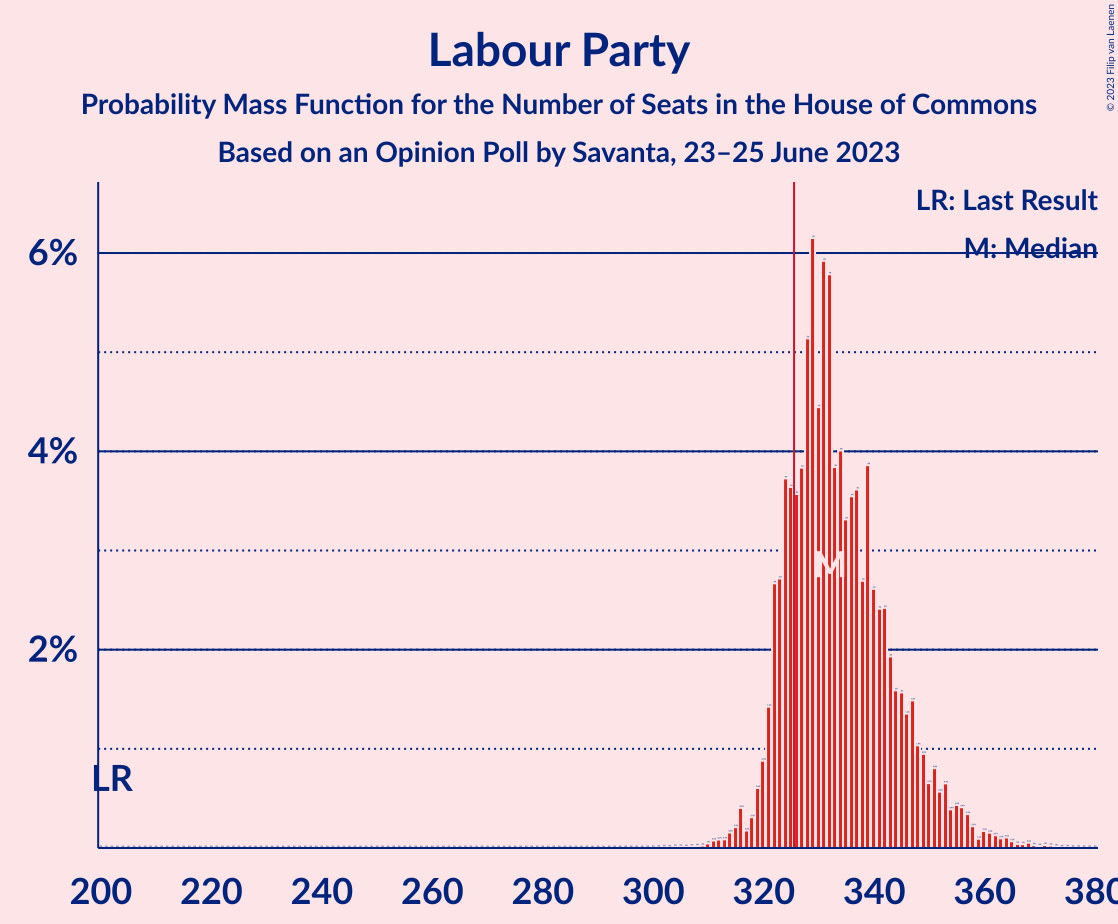 Labour Party
Probability Mass Function for the Number of Seats in the House of Commons
Based on an Opinion Poll by Savanta, 23–25 June 2023
© 2023 Filip van Laenen
LR: Last Result
M: Median
6%
4%
2%
M
LR
200 220 240 260 280 300 320 340 360 380